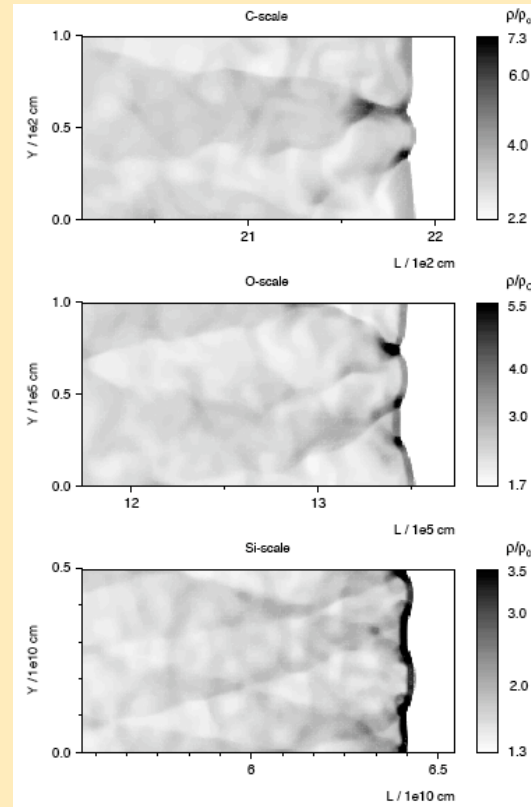 C-scale
ρ/ρ₀
1.0
0.5
0.0
Y / 1e2 cm
21
22
L / 1e2 cm
7.3
6.0
4.0
2.2
O-scale
ρ/ρ₀
1.0
0.5
0.0
Y / 1e5 cm
12
13
L / 1e5 cm
5.5
4.0
3.0
1.7
Si-scale
ρ/ρ₀
0.5
0.0
Y / 1e10 cm
6
6.5
L / 1e10 cm
3.5
3.0
2.0
1.3